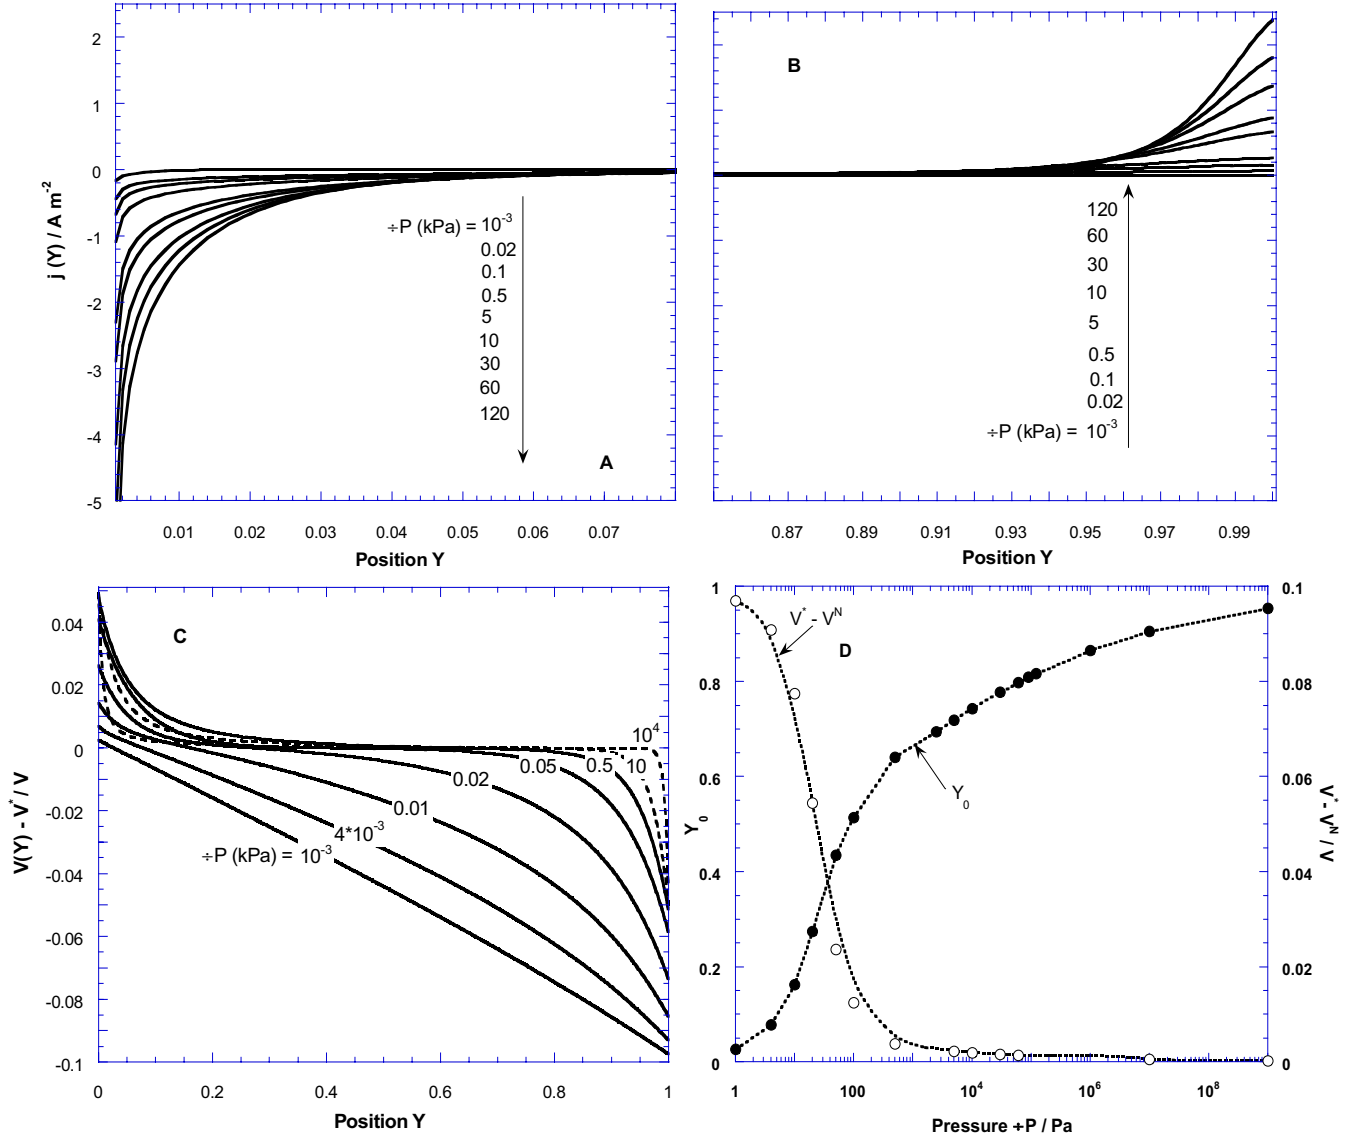 2
1
0
-1
-2
-3
-4
-5
j (Y) / A m⁻²
÷P (kPa) = 10⁻³
0.02
0.1
0.5
5
10
30
60
120
A
0.01 0.02 0.03 0.04 0.05 0.06 0.07
Position Y
B
120
60
30
10
5
0.5
0.1
0.02
÷P (kPa) = 10⁻³
0.87 0.89 0.91 0.93 0.95 0.97 0.99
Position Y
0.04
0.02
0
-0.02
-0.04
-0.06
-0.08
-0.1
V(Y) - V* / V
C
10⁴
10
0.5
0.05
0.02
0.01
4*10⁻³
÷P (kPa) = 10⁻³
0 0.2 0.4 0.6 0.8 1
Position Y
1
0.8
0.6
0.4
0.2
0
Y₀
V* - Vᴺ
D
Y₀
0.1
0.08
0.06
0.04
0.02
0
V* - Vᴺ / V
1 100 10⁴ 10⁶ 10⁸
Pressure ÷P / Pa